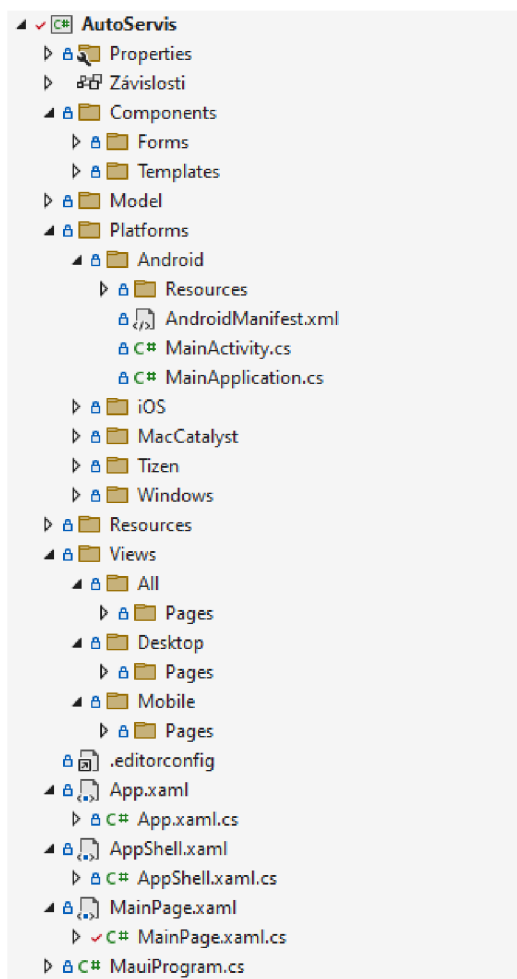 C# AutoServis
Properties
Závislosti
Components
Forms
Templates
Model
Platforms
Android
Resources
AndroidManifest.xml
C# MainActivity.cs
C# MainApplication.cs
iOS
MacCatalyst
Tizen
Windows
Resources
Views
All
Pages
Desktop
Pages
Mobile
Pages
.editorconfig
App.xaml
C# App.xaml.cs
AppShell.xaml
C# AppShell.xaml.cs
MainPage.xaml
C# MainPage.xaml.cs
C# MauiProgram.cs